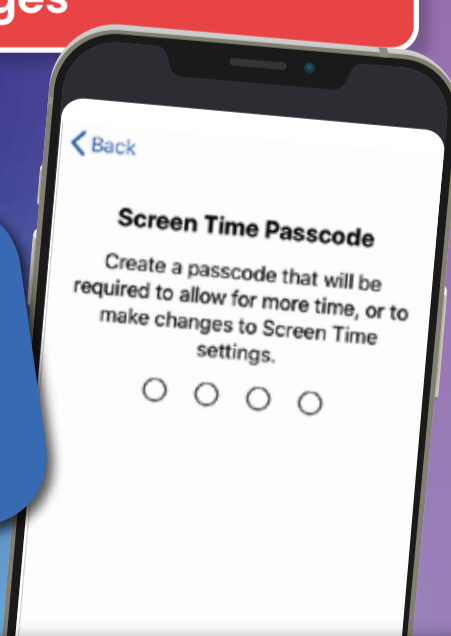 ges
Back
Screen Time Passcode
Create a passcode that will be
required to allow for more time, or to
make changes to Screen Time
settings.